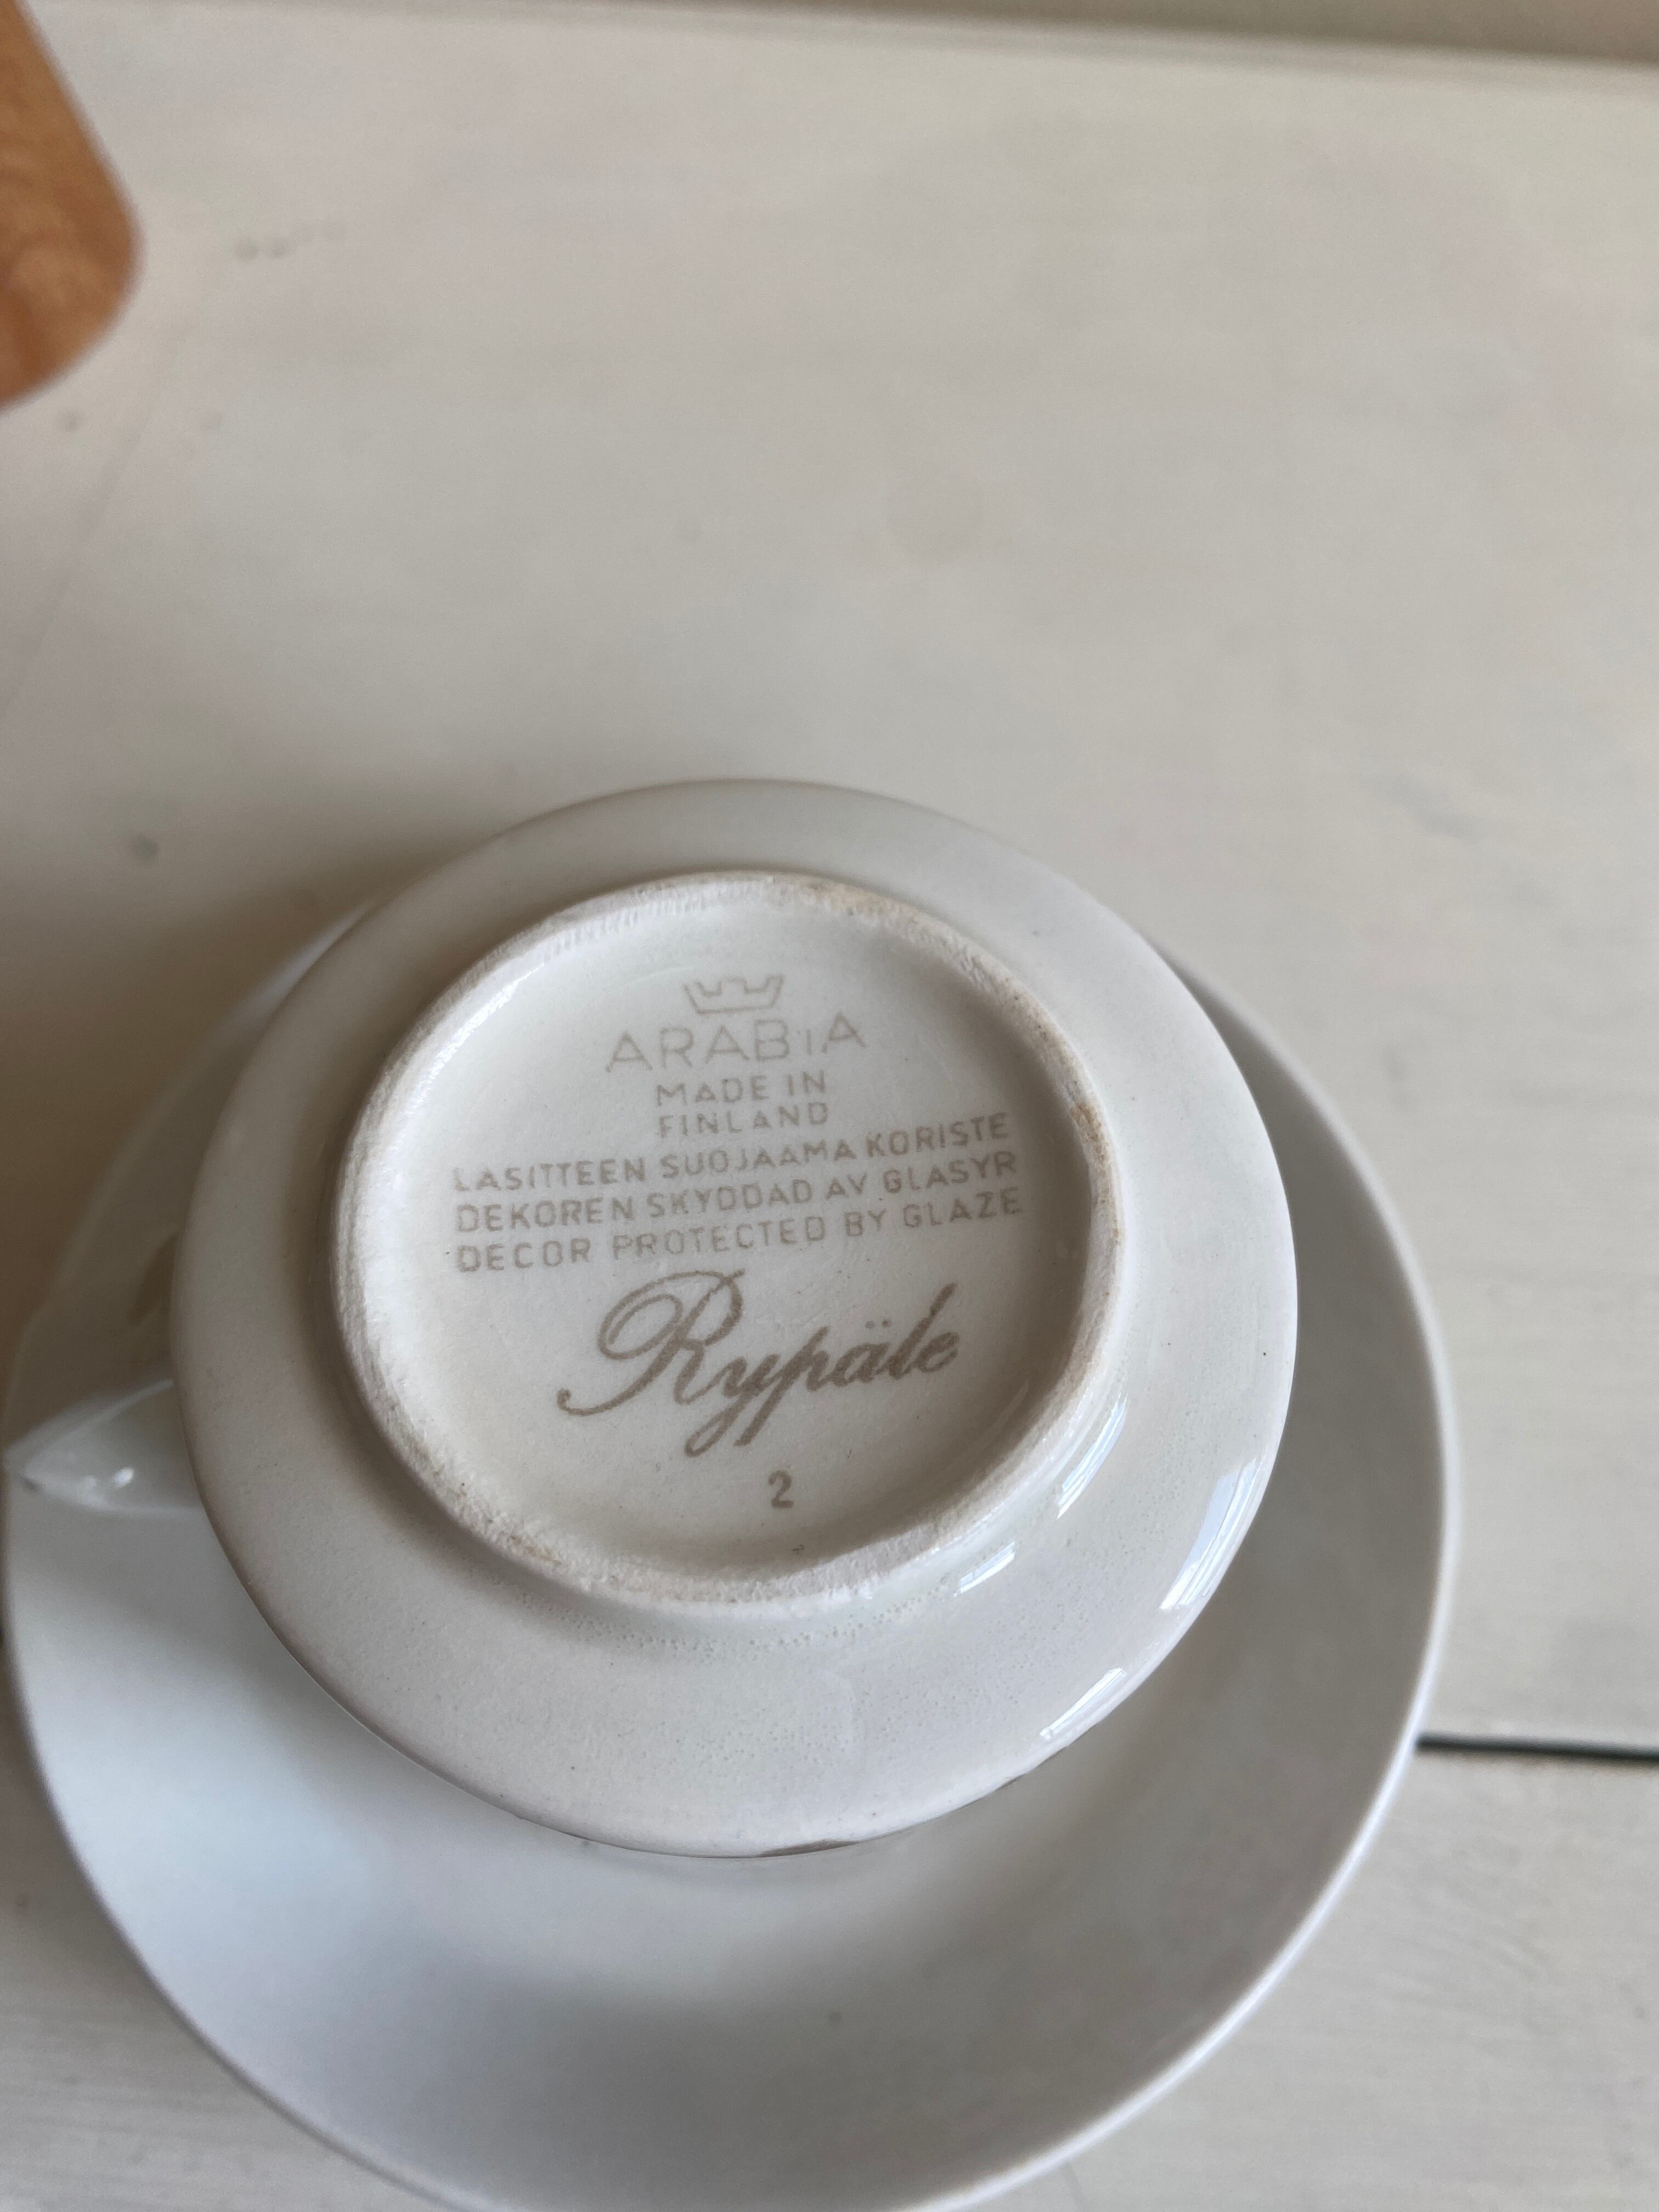 ARABIA
MADE IN
FINLAND
LASITTEEN SUOJAAMA KORISTE
DEKOREN SKYDDAD AV GLASYR
DECOR PROTECTED BY GLAZE
Rypäle
2